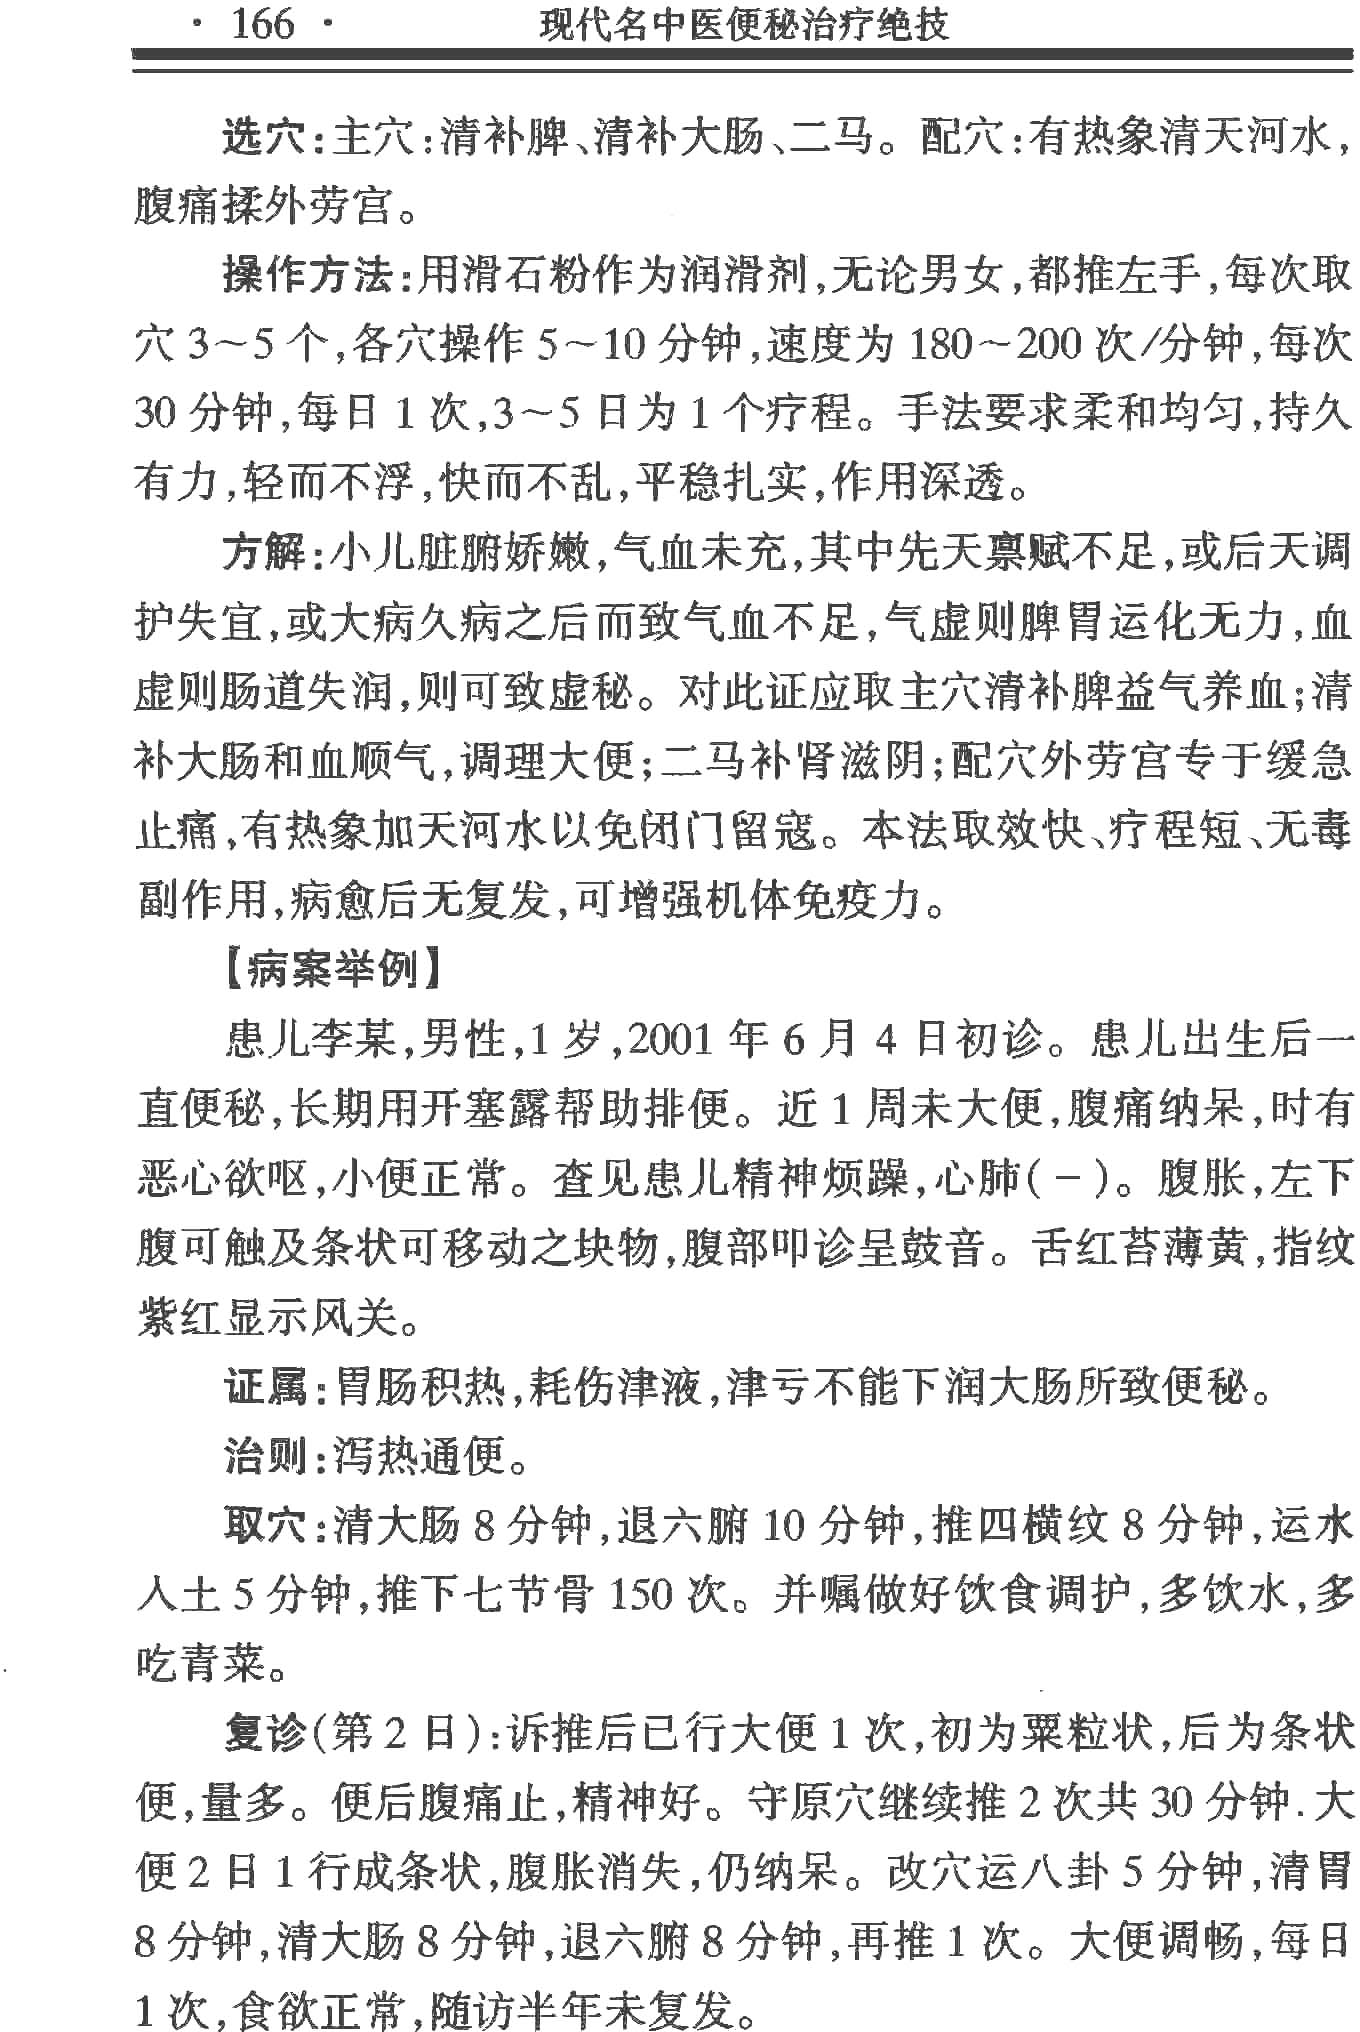 · 166 · 现代名中医便秘治疗绝技
选穴:主穴:清补脾、清补大肠、二马。配穴:有热象清天河水,
腹痛揉外劳宫。
操作方法:用滑石粉作为润滑剂,无论男女,都推左手,每次取
穴 3~5 个,各穴操作 5~10 分钟,速度为 180~200 次/分钟,每次
30 分钟,每日 1 次,3~5 日为 1 个疗程。手法要求柔和均匀,持久
有力,轻而不浮,快而不乱,平稳扎实,作用深透。
方解:小儿脏腑娇嫩,气血未充,其中先天禀赋不足,或后天调
护失宜,或大病久病之后而致气血不足,气虚则脾胃运化无力,血
虚则肠道失润,则可致虚秘。对此证应取主穴清补脾益气养血;清
补大肠和血顺气,调理大便;二马补肾滋阴;配穴外劳宫专于缓急
止痛,有热象加天河水以免闭门留寇。本法取效快、疗程短、无毒
副作用,病愈后无复发,可增强机体免疫力。
【病案举例】
患儿李某,男性,1 岁,2001 年 6 月 4 日初诊。患儿出生后一
直便秘,长期用开塞露帮助排便。近 1 周未大便,腹痛纳呆,时有
恶心欲呕,小便正常。查见患儿精神烦躁,心肺(-)。腹胀,左下
腹可触及条状可移动之块物,腹部叩诊呈鼓音。舌红苔薄黄,指纹
紫红显示风关。
证属:胃肠积热,耗伤津液,津亏不能下润大肠所致便秘。
治则:泻热通便。
取穴:清大肠 8 分钟,退六腑 10 分钟,推四横纹 8 分钟,运水
入土 5 分钟,推下七节骨 150 次。并嘱做好饮食调护,多饮水,多
吃青菜。
复诊(第 2 日):诉推后已行大便 1 次,初为粟粒状,后为条状
便,量多。便后腹痛止,精神好。守原穴继续推 2 次共 30 分钟.大
便 2 日 1 行成条状,腹胀消失,仍纳呆。改穴运八卦 5 分钟,清胃
8 分钟,清大肠 8 分钟,退六腑 8 分钟,再推 1 次。大便调畅,每日
1 次,食欲正常,随访半年未复发。